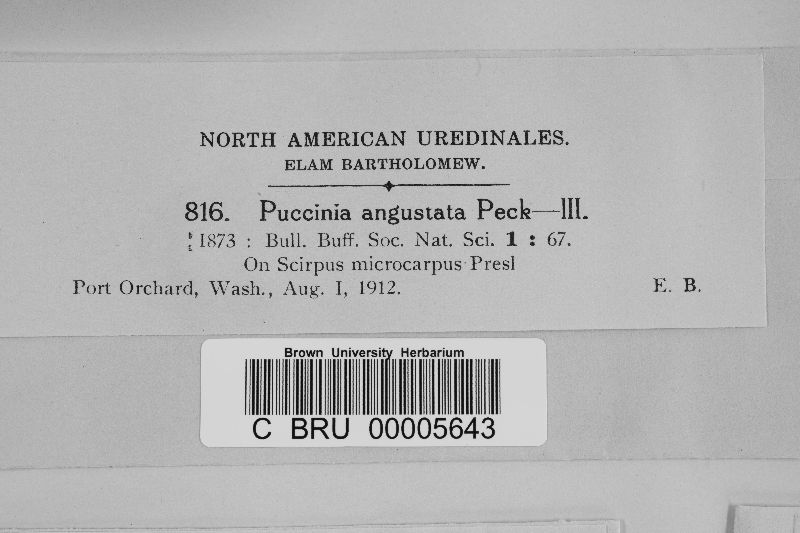 NORTH AMERICAN UREDINALES.
ELAM BARTHOLOMEW.
816. Puccinia angustata Peck—III.
1873 : Bull. Buff. Soc. Nat. Sci. 1 : 67.
On Scirpus microcarpus Presl
Port Orchard, Wash., Aug. 1, 1912. E. B.
Brown University Herbarium
C BRU 00005643